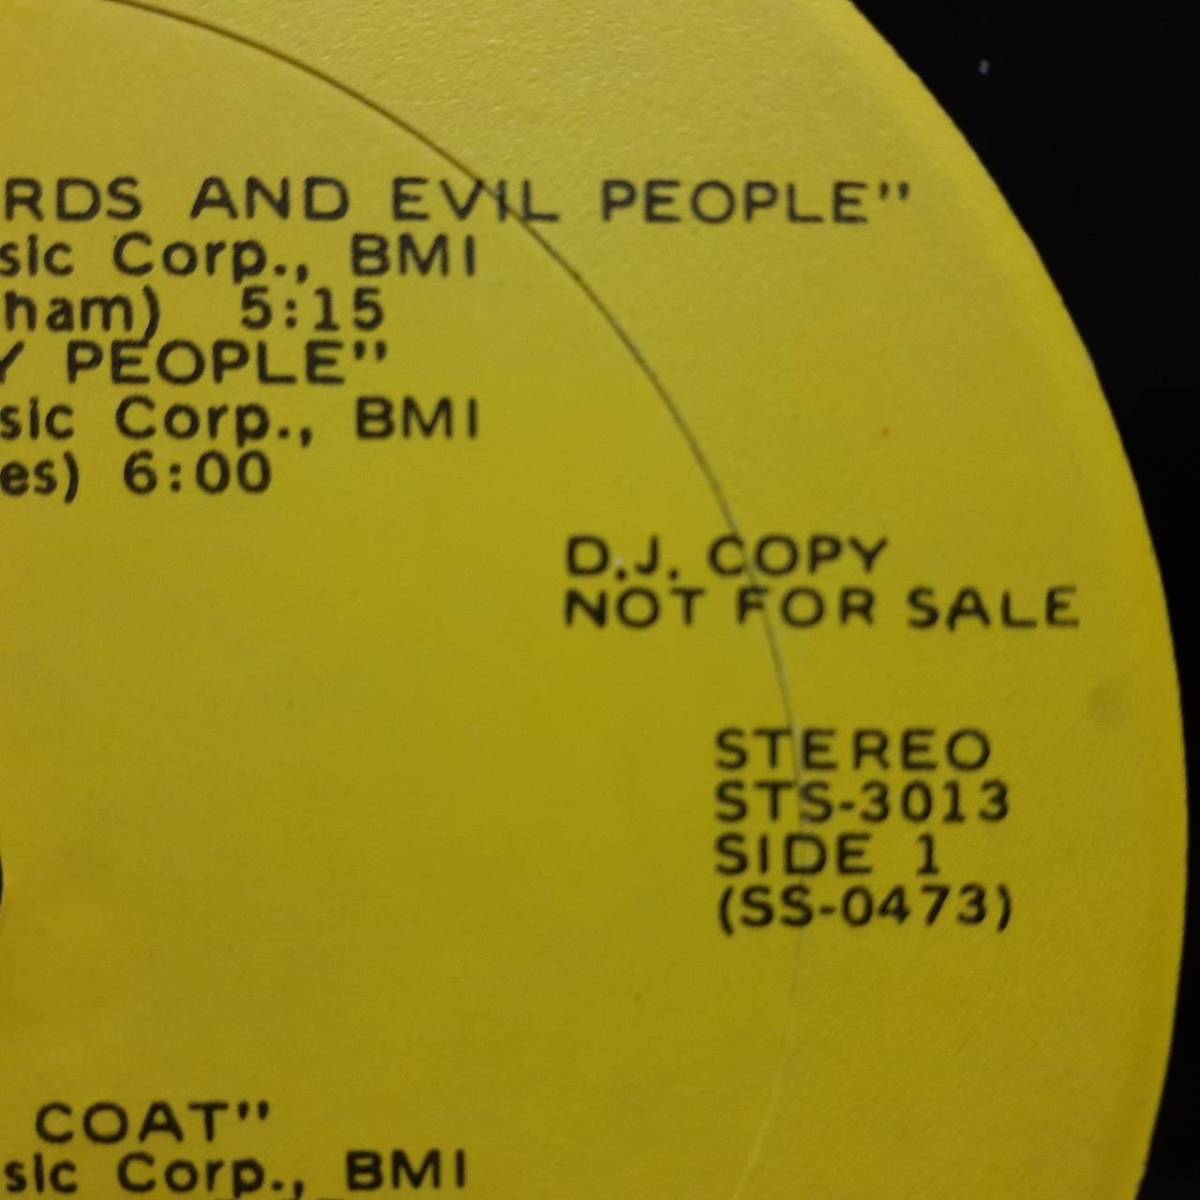 RDS AND EVIL PEOPLE"
sic Corp., BMI
ham) 5:15
Y PEOPLE"
sic Corp., BMI
es) 6:00
D.J. COPY
NOT FOR SALE
STEREO
STS-3013
SIDE 1
(SS-0473)
COAT"
sic Corp., BMI